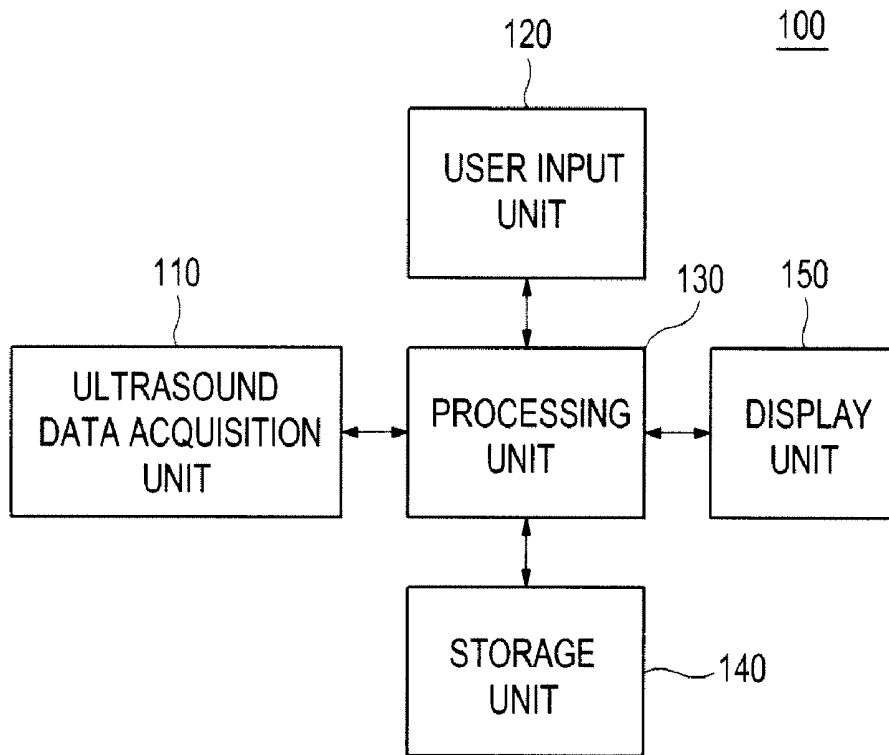 100
120
USER INPUT
UNIT
110
130
150
ULTRASOUND
DATA ACQUISITION
UNIT
PROCESSING
UNIT
DISPLAY
UNIT
STORAGE
UNIT
140